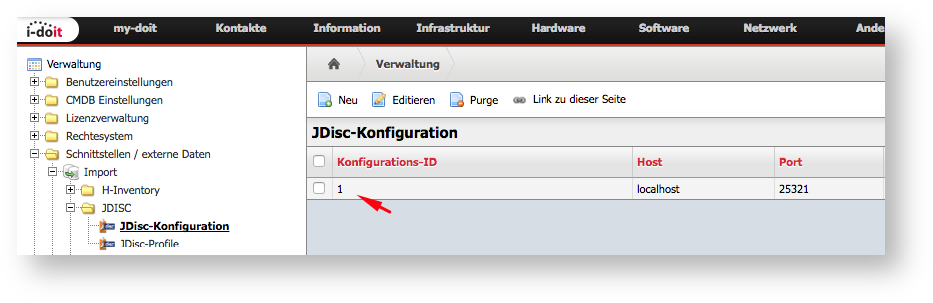 i-doit
my-doit Kontakte Information Infrastruktur Hardware Software Netzwerk Ande
Verwaltung
Benutzereinstellungen
CMDB Einstellungen
Lizenzverwaltung
Rechtesystem
Schnittstellen / externe Daten
Import
H-Inventory
JDISC
JDisc-Konfiguration
JDisc-Profile
Verwaltung
Neu Editieren Purge Link zu dieser Seite
JDisc-Konfiguration
Konfigurations-ID Host Port
1 localhost 25321